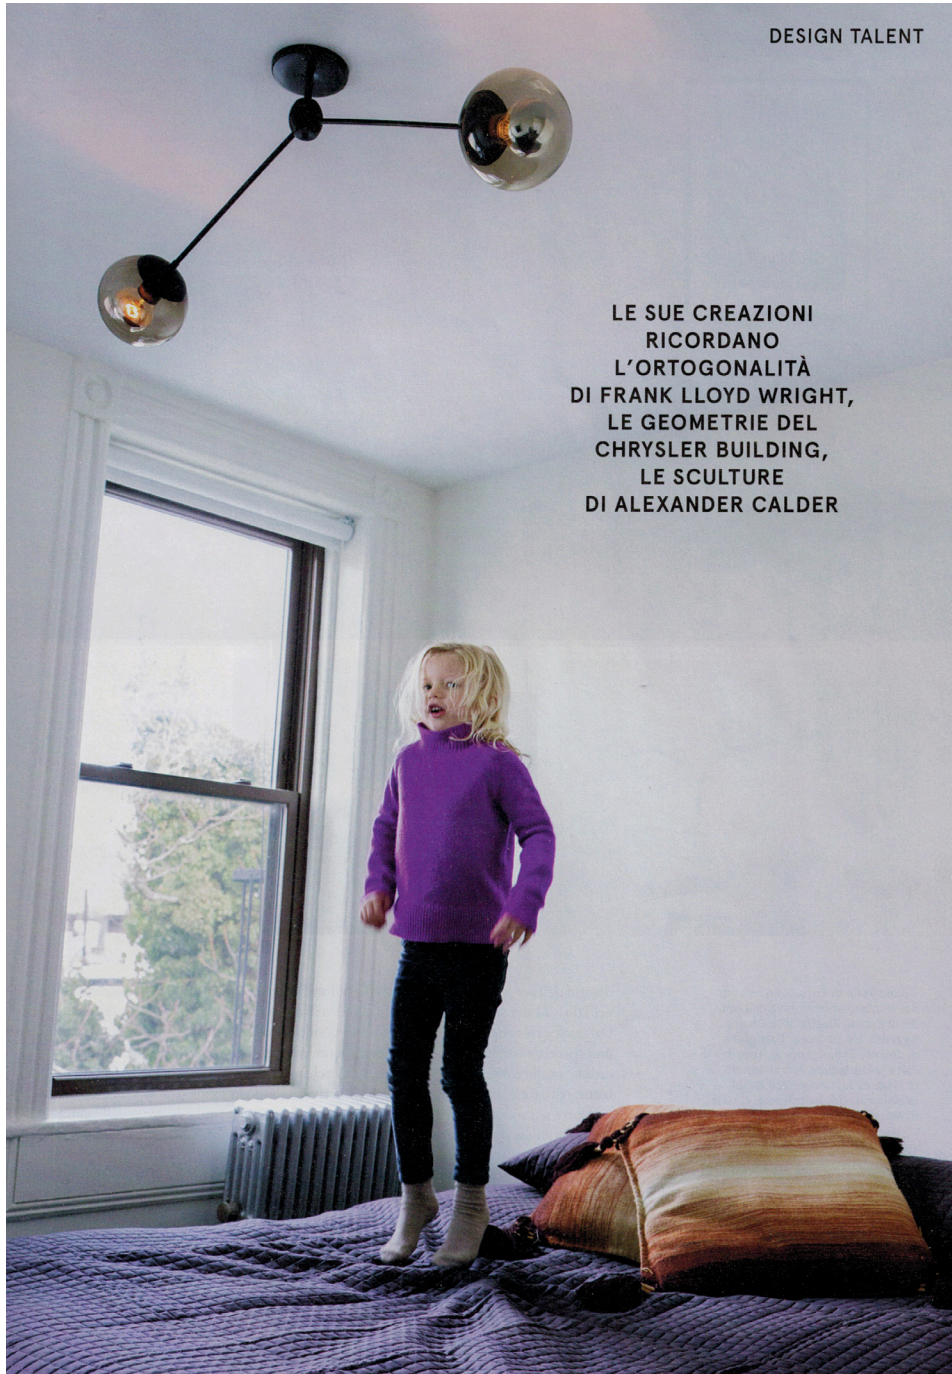 DESIGN TALENT
LE SUE CREAZIONI
RICORDANO
L’ORTOGONALITÀ
DI FRANK LLOYD WRIGHT,
LE GEOMETRIE DEL
CHRYSLER BUILDING,
LE SCULTURE
DI ALEXANDER CALDER